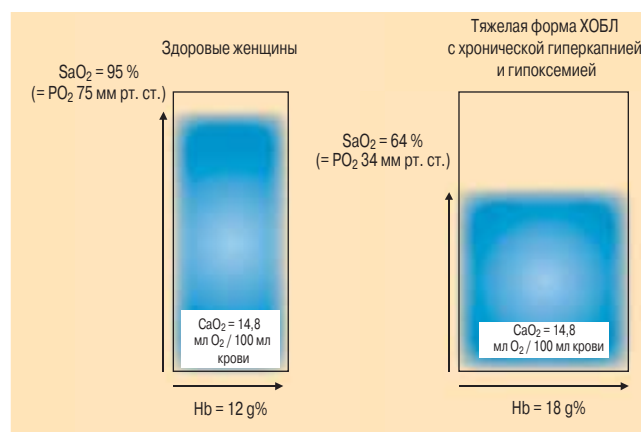 Здоровые женщины
SaO₂ = 95 %
(= PO₂ 75 мм рт. ст.)
CaO₂ = 14,8
мл O₂ / 100 мл
крови
Hb = 12 g%
Тяжелая форма ХОБЛ
с хронической гиперкапнией
и гипоксемией
SaO₂ = 64 %
(= PO₂ 34 мм рт. ст.)
CaO₂ = 14,8
мл O₂ / 100 мл крови
Hb = 18 g%